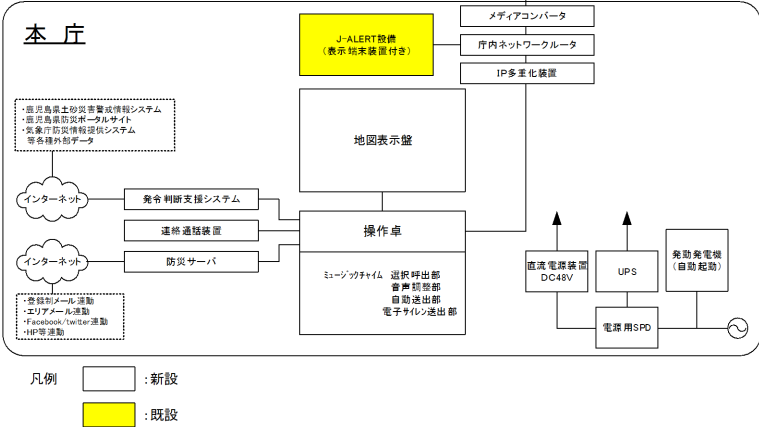 本 庁
J-ALERT設備
(表示端末装置付き)
メディアコンバータ
庁内ネットワークルータ
IP多重化装置
・鹿児島県土砂災害警戒情報システム
・鹿児島県防災ポータルサイト
・気象庁防災情報提供システム
等各種外部データ
地図表示盤
インターネット
発令判断支援システム
連絡通話装置
操作卓
インターネット
防災サーバ
ミュージックチャイム 選択呼出部
音声調整部
自動送出部
電子サイレン送出部
・登録制メール連動
・エリアメール連動
・Facebook/twitter連動
・HP等連動
直流電源装置
DC48V
UPS
発動発電機
(自動起動)
電源用SPD
凡例
:新設
:既設